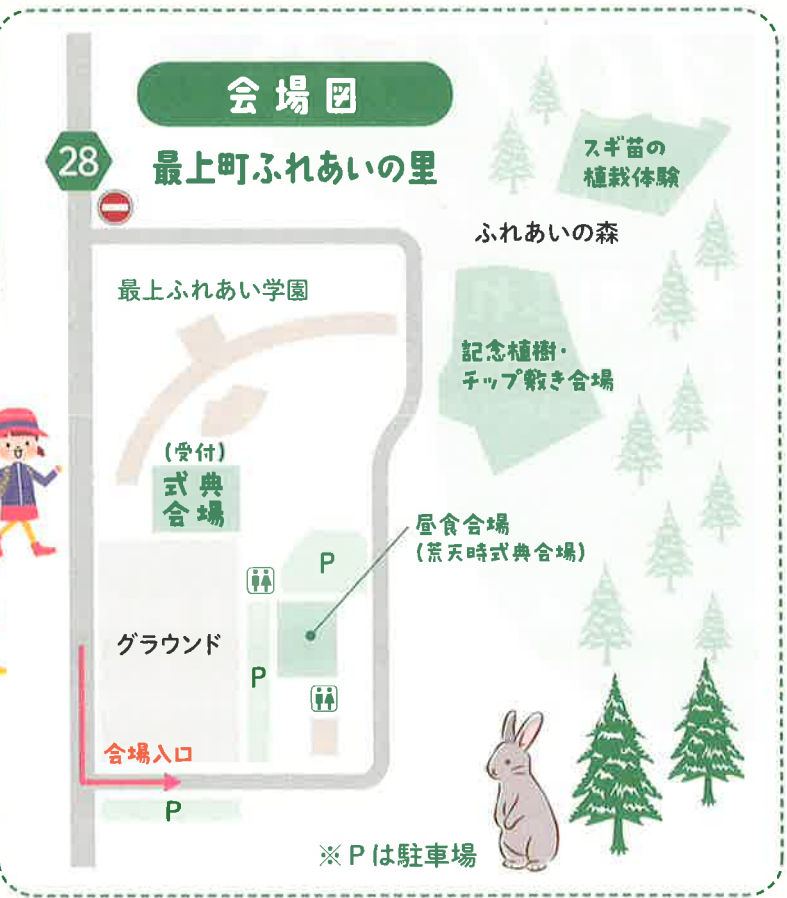 会場図
28
最上町ふれあいの里
スギ苗の
植栽体験
ふれあいの森
最上ふれあい学園
記念植樹・
チップ敷き会場
(受付)
式典
会場
昼食会場
(荒天時式典会場)
P
グラウンド
P
会場入口
P
※Pは駐車場